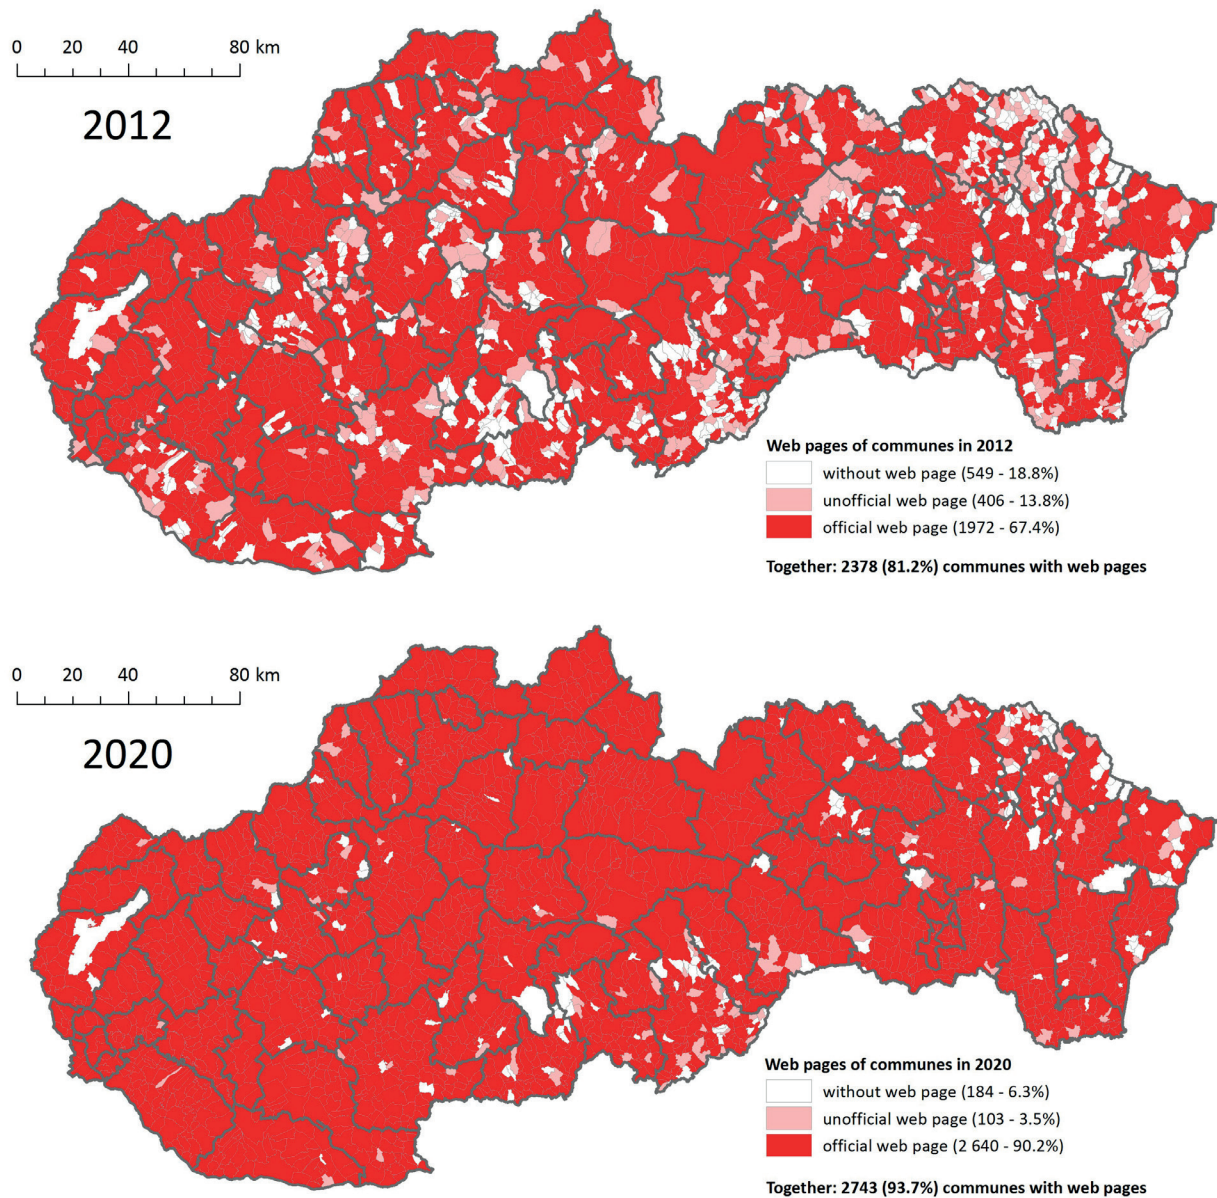 0 20 40 80 km
2012
Web pages of communes in 2012
without web page (549 - 18.8%)
unofficial web page (406 - 13.8%)
official web page (1972 - 67.4%)
Together: 2378 (81.2%) communes with web pages
0 20 40 80 km
2020
Web pages of communes in 2020
without web page (184 - 6.3%)
unofficial web page (103 - 3.5%)
official web page (2 640 - 90.2%)
Together: 2743 (93.7%) communes with web pages